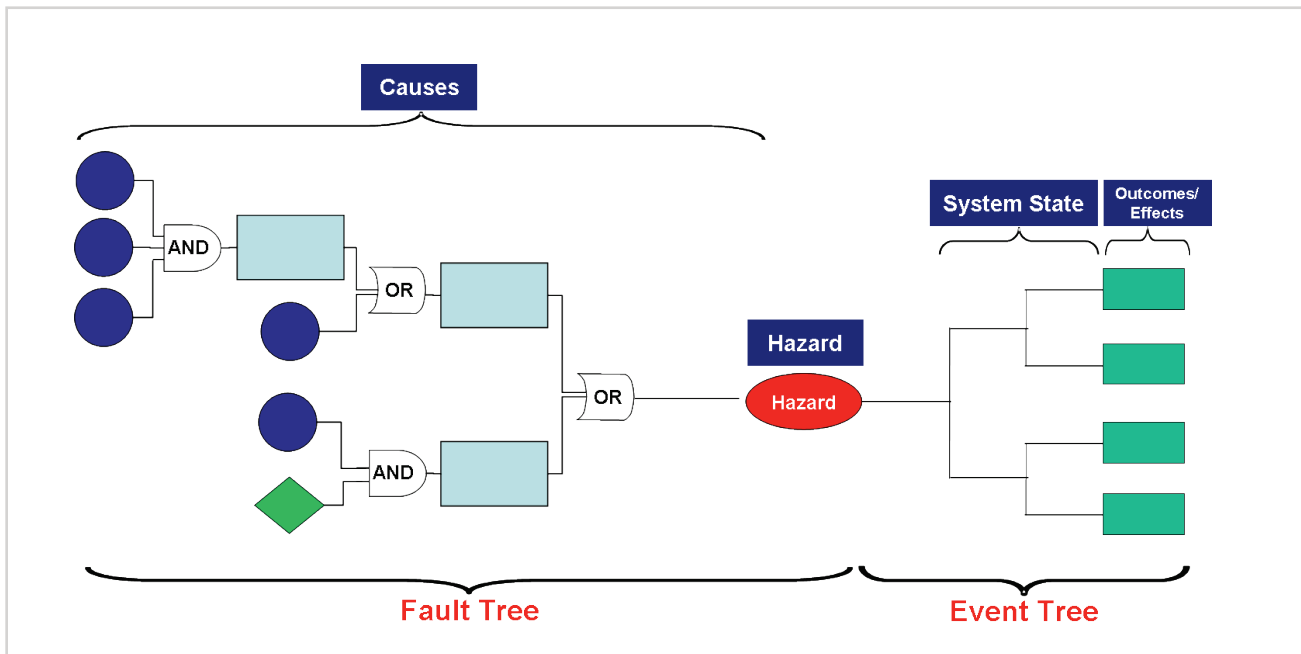 Causes
System State
Outcomes/
Effects
AND
OR
Hazard
Hazard
OR
AND
Fault Tree
Event Tree